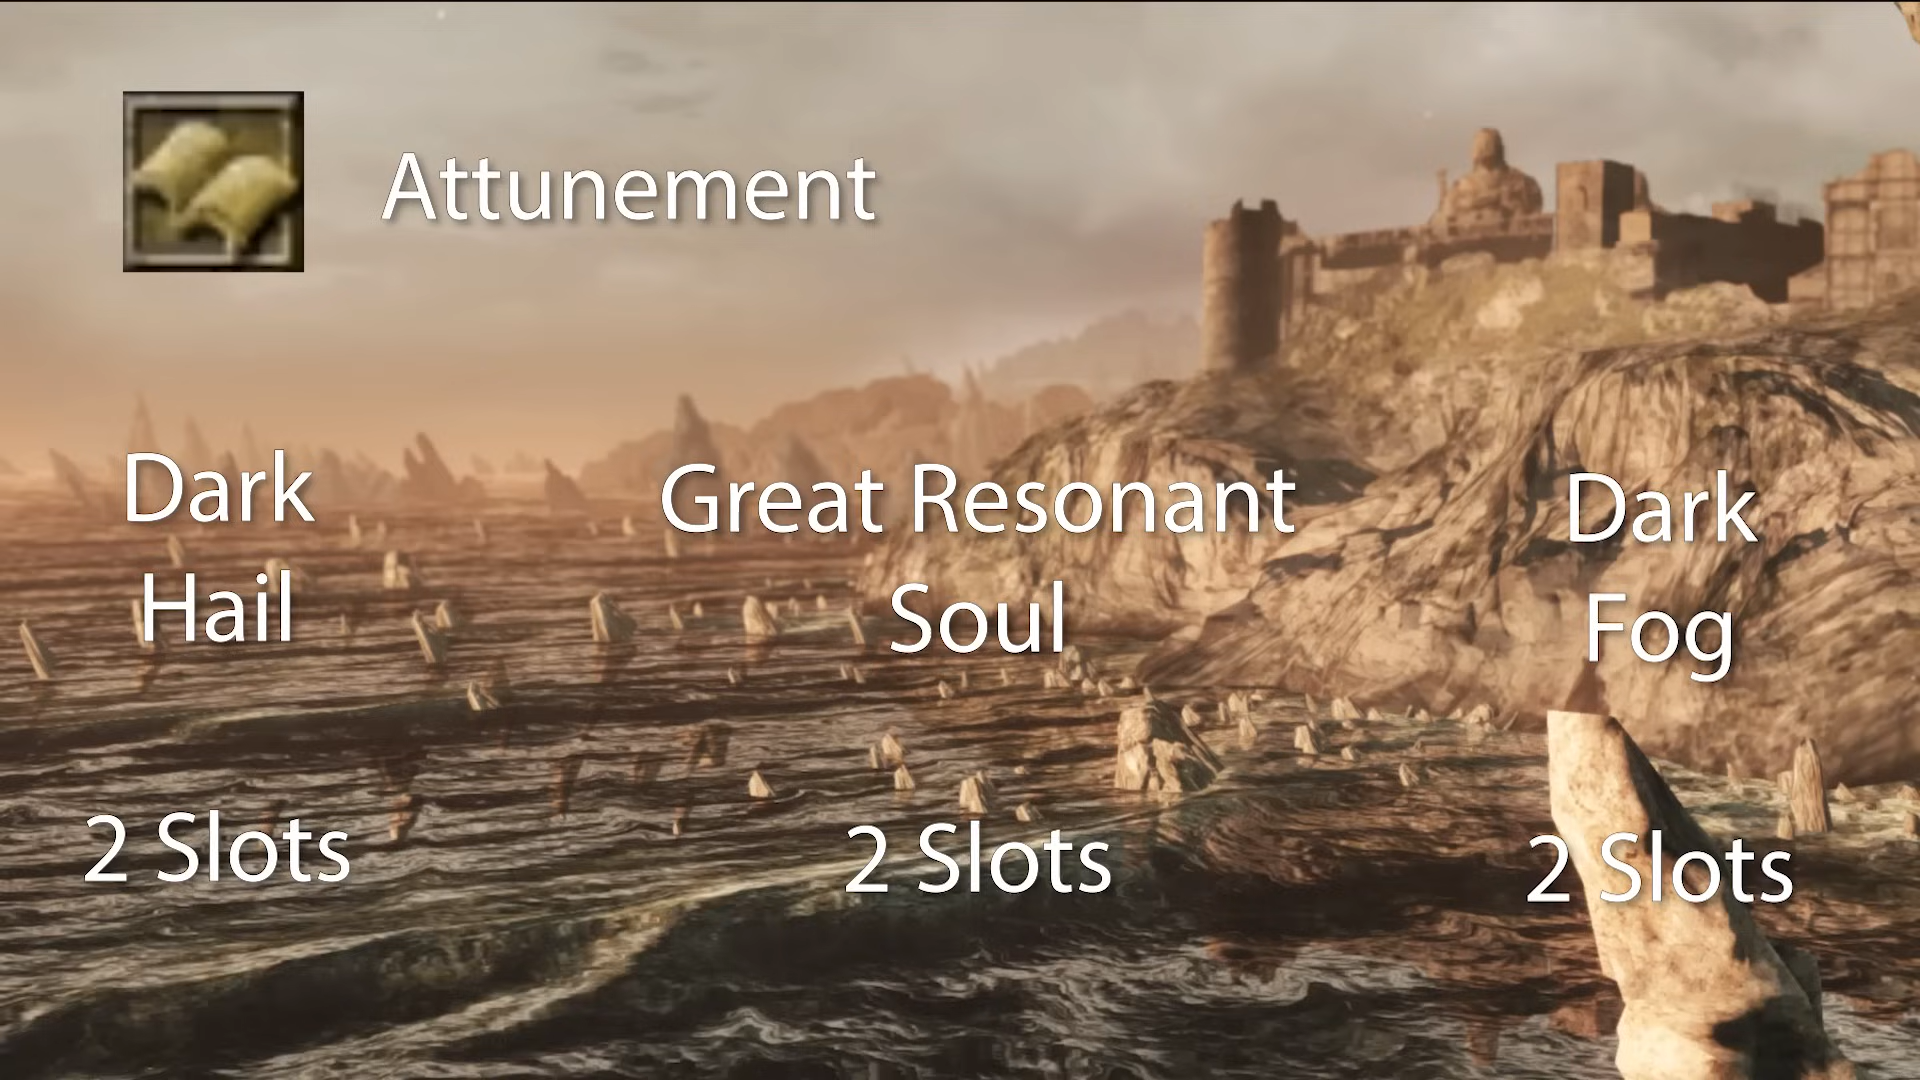 Attunement
Dark
Hail
Great Resonant
Soul
Dark
Fog
2 Slots
2 Slots
2 Slots